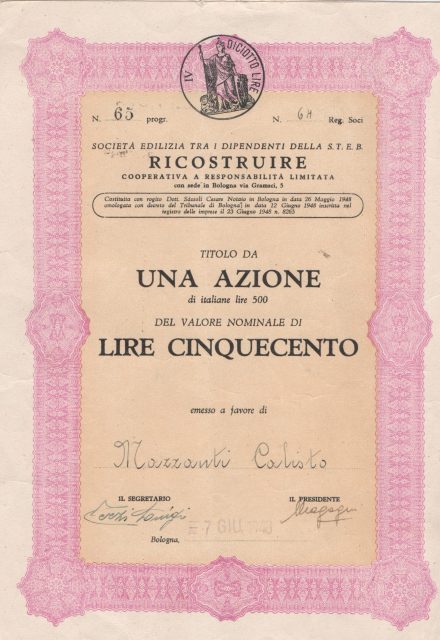 IV DICIOTTO LIRE
N. 65 progr. N. 64 Reg. Soci
SOCIETÀ EDILIZIA TRA I DIPENDENTI DELLA S.T.E.B.
RICOSTRUIRE
COOPERATIVA A RESPONSABILITÀ LIMITATA
con sede in Bologna via Gramsci, 5
Costituita con rogito Dott. Sdazoli Cesare Notaio in Bologna in data 26 Maggio 1948
omologata con decreto del Tribunale di Bologna in data 12 Giugno 1948 inscritta nel
registro delle imprese il 23 Giugno 1948 n. 8263
TITOLO DA
UNA AZIONE
di italiane lire 500
DEL VALORE NOMINALE DI
LIRE CINQUECENTO
emesso a favore di
Mazzanti Calisto
IL SEGRETARIO IL PRESIDENTE
Luigi
Bologna, 7 GIU.